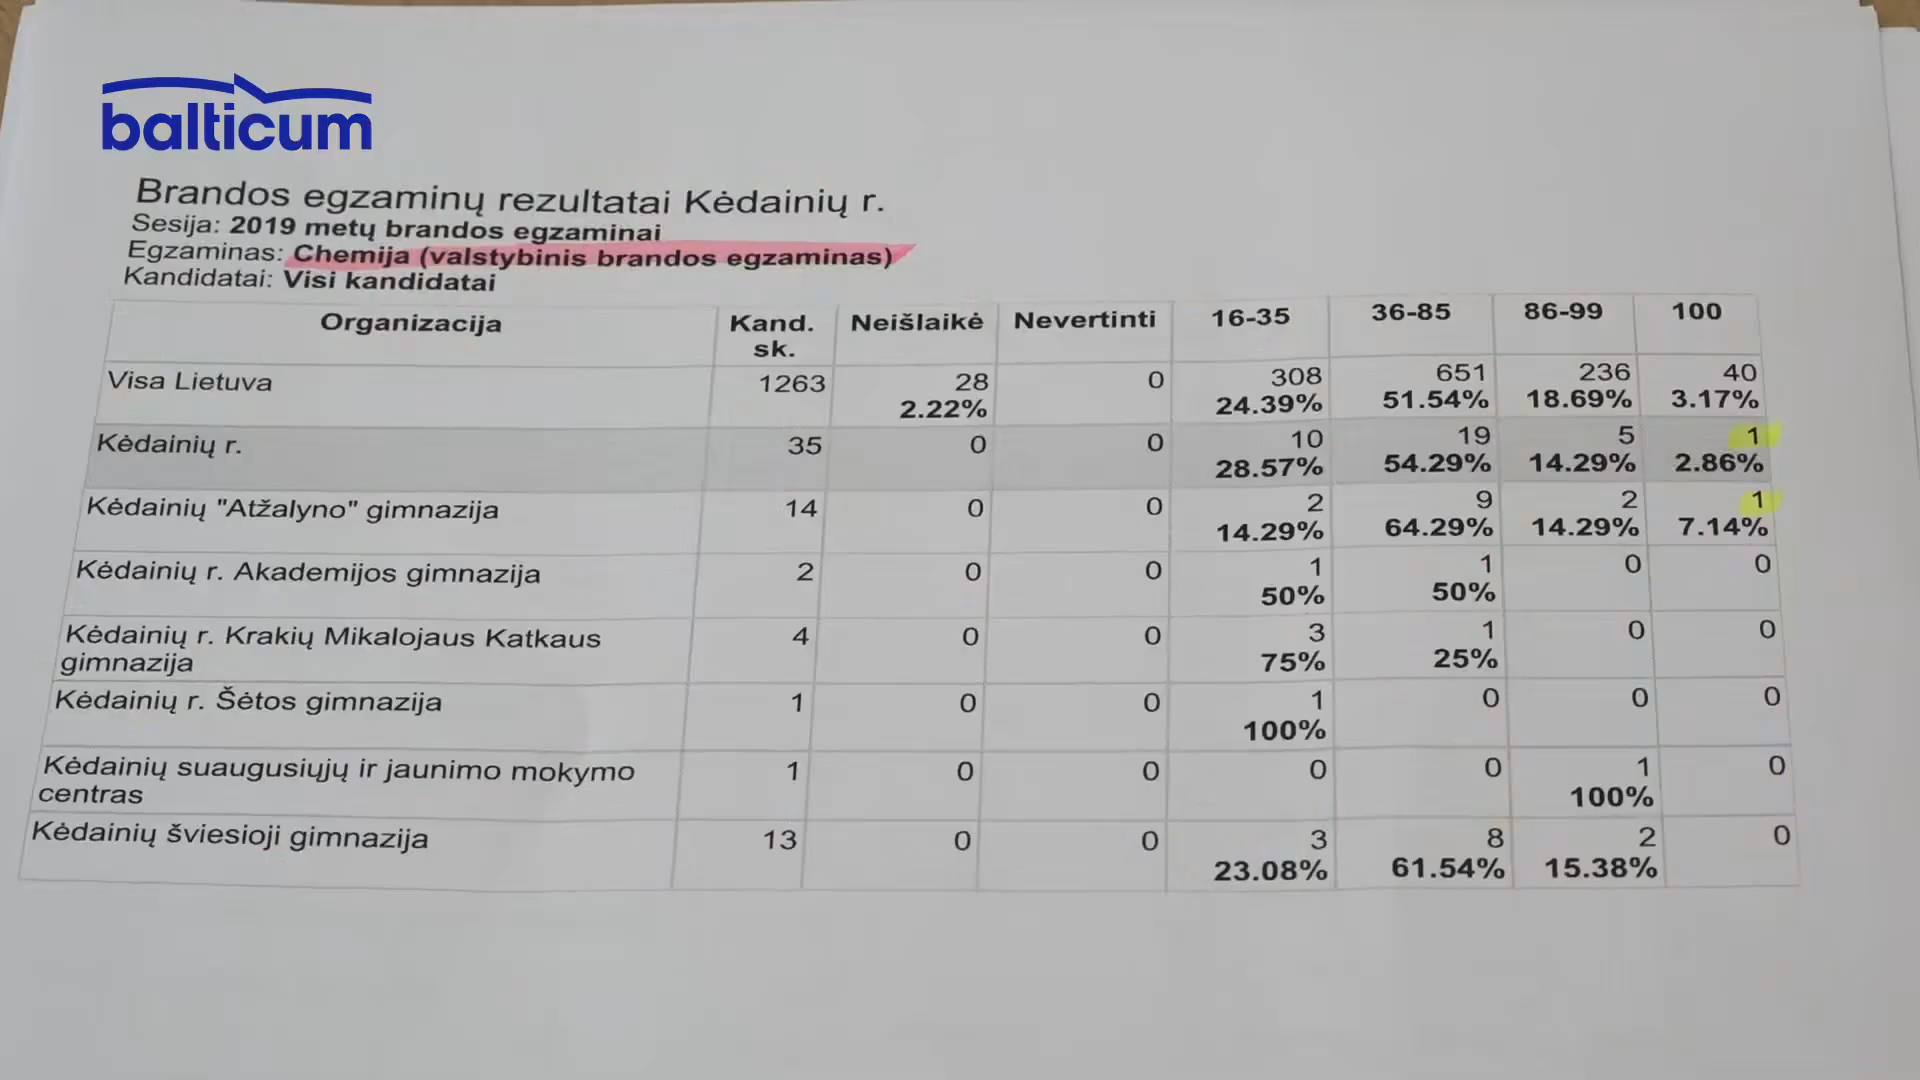 balticum
Brandos egzaminų rezultatai Kėdainių r.
Sesija: 2019 metų brandos egzaminai
Egzaminas: Chemija (valstybinis brandos egzaminas)
Kandidatai: Visi kandidatai
Organizacija Kand. sk. Neišlaikė Nevertinti 16-35 36-85 86-99 100
Visa Lietuva 1263 28 0 308 651 236 40
2.22% 24.39% 51.54% 18.69% 3.17%
Kėdainių r. 35 0 0 10 19 5 1
28.57% 54.29% 14.29% 2.86%
Kėdainių "Atžalyno" gimnazija 14 0 0 2 9 2 1
14.29% 64.29% 14.29% 7.14%
Kėdainių r. Akademijos gimnazija 2 0 0 1 1 0 0
50% 50%
Kėdainių r. Krakių Mikalojaus Katkaus 4 0 0 3 1 0 0
gimnazija 75% 25%
Kėdainių r. Šėtos gimnazija 1 0 0 1 0 0 0
100%
Kėdainių suaugusiųjų ir jaunimo mokymo 1 0 0 0 0 1 0
centras 100%
Kėdainių šviesioji gimnazija 13 0 0 3 8 2 0
23.08% 61.54% 15.38%